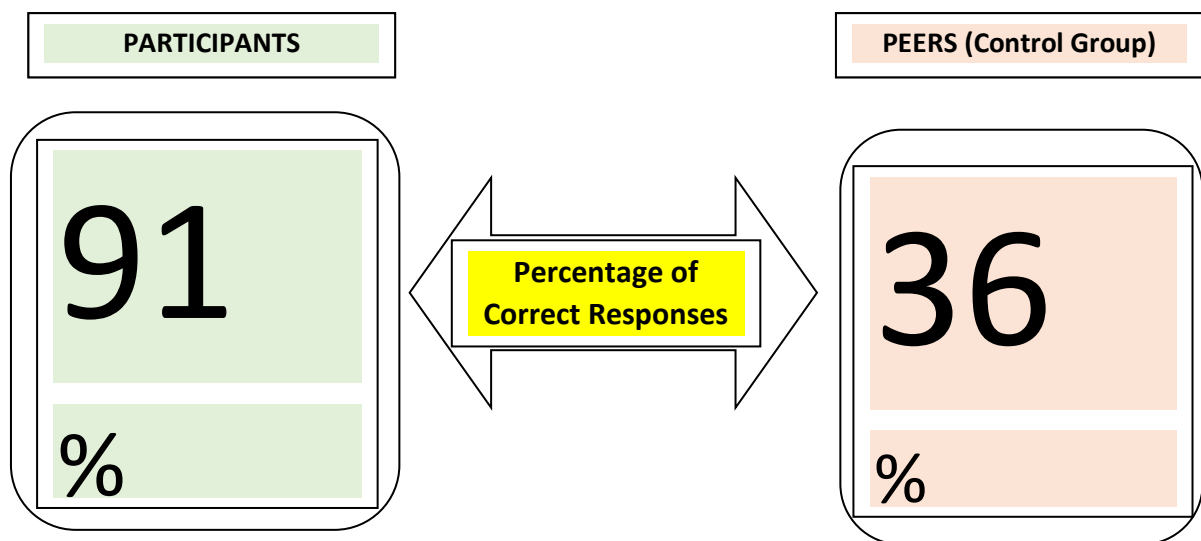 PARTICIPANTS
PEERS (Control Group)
91
%
Percentage of
Correct Responses
36
%